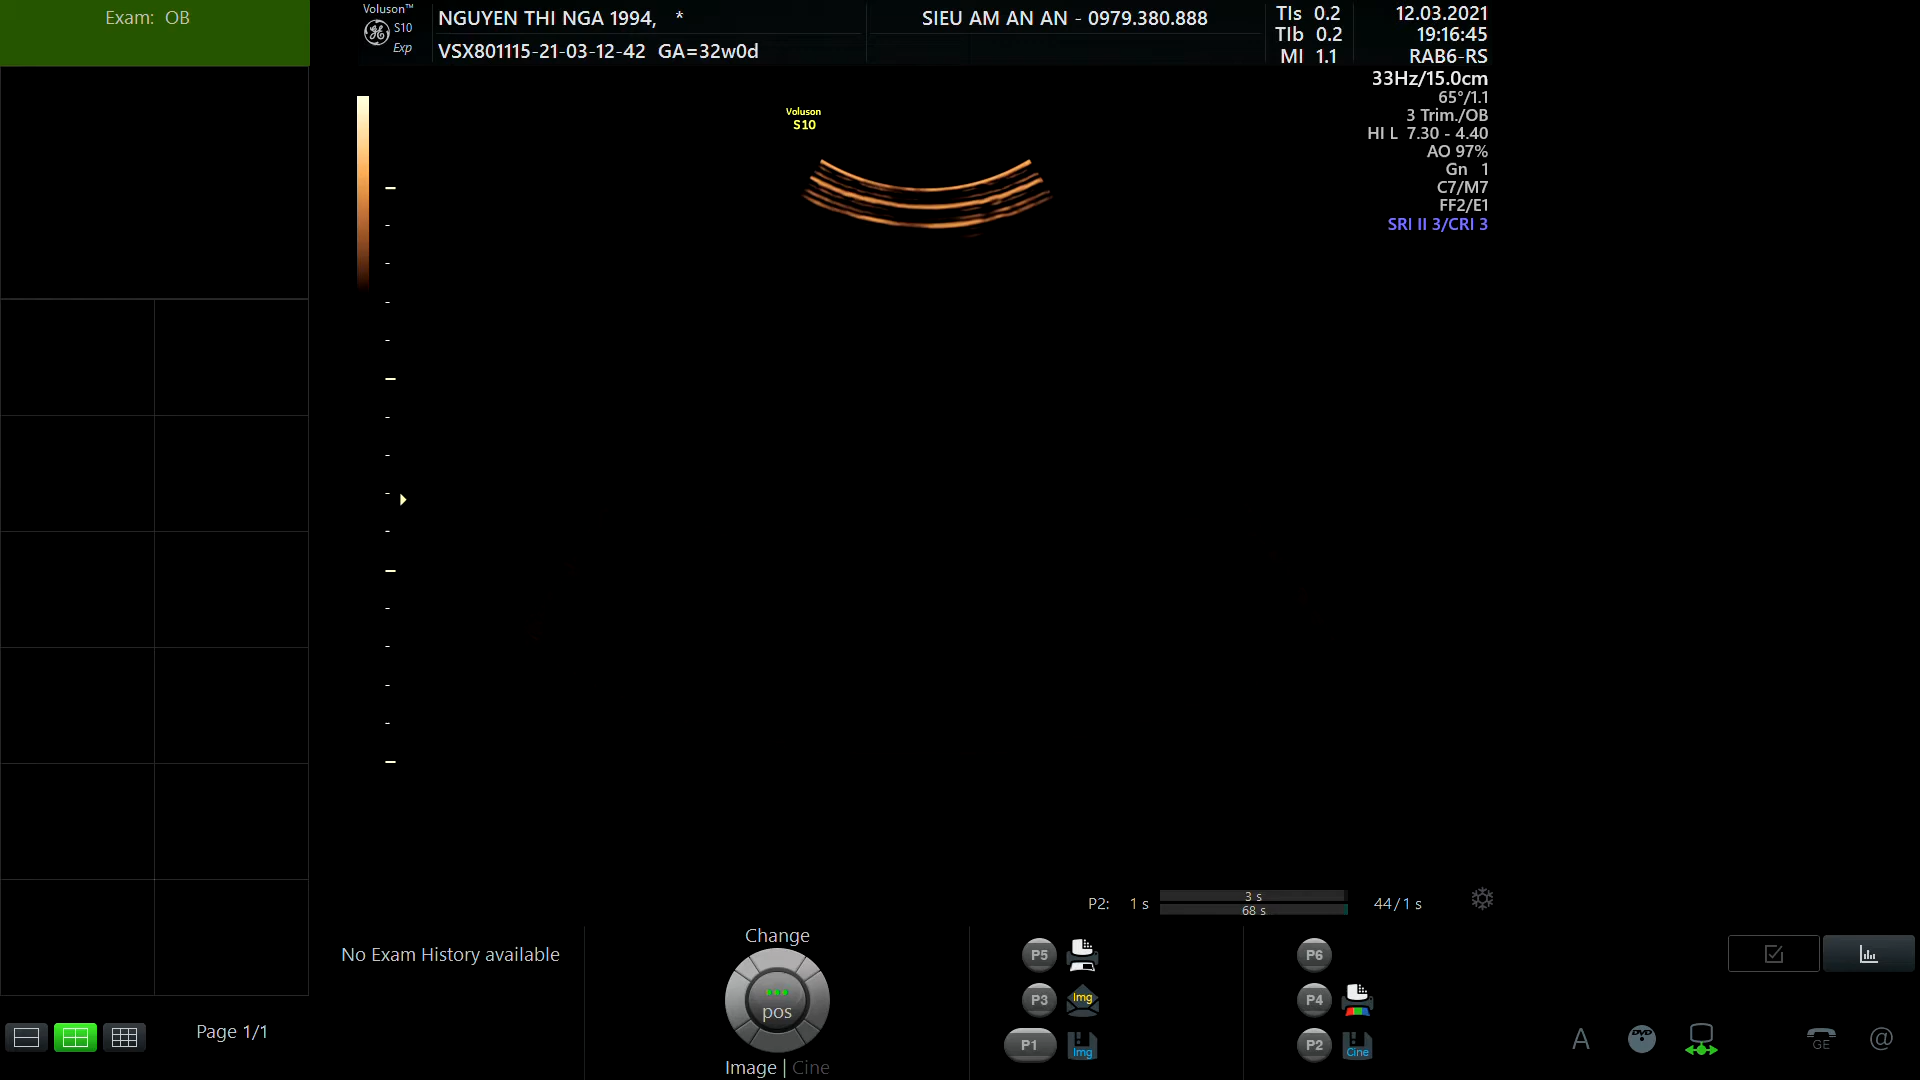 Exam: OB
Voluson™
S10
Exp
NGUYEN THI NGA 1994, *
VSX801115-21-03-12-42 GA=32w0d
SIEU AM AN AN - 0979.380.888
TIs 0.2
TIb 0.2
MI 1.1
12.03.2021
19:16:45
RAB6-RS
33Hz/15.0cm
65°/1.1
3 Trim./OB
HI L 7.30 - 4.40
AO 97%
Gn 1
C7/M7
FF2/E1
SRI II 3/CRI 3
Voluson
S10
P2: 1 s
3 s
68 s
44/1 s
No Exam History available
Change
pos
Image | Cine
P5
P3 Img
P1 Img
P6
P4
P2 Cine
Page 1/1
A
DVD
GE
@